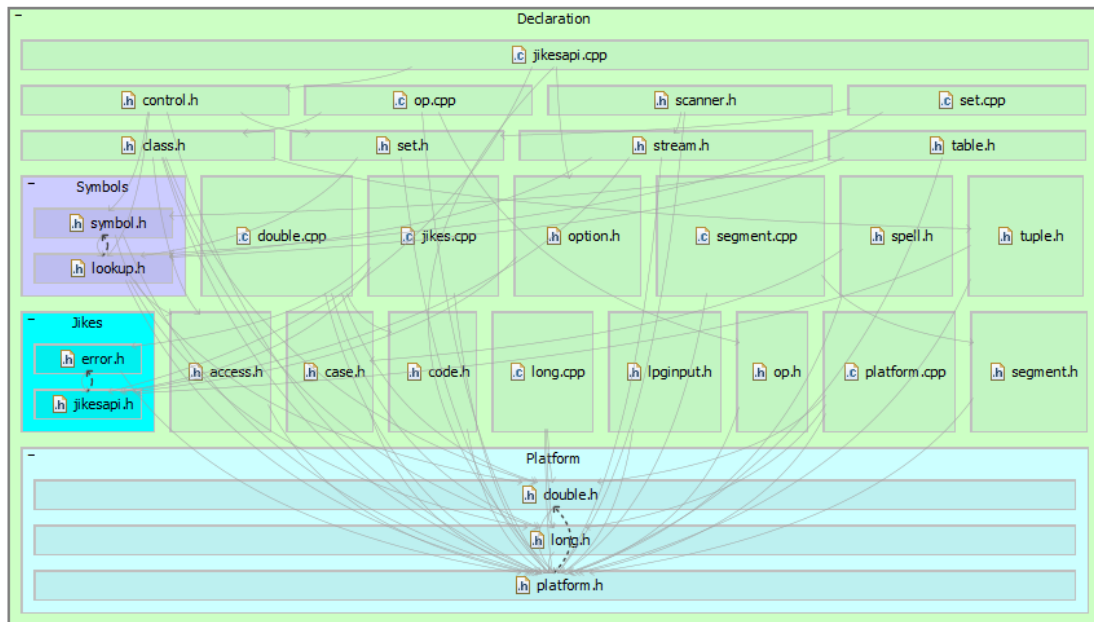 Declaration
jikesapi.cpp
control.h op.cpp scanner.h set.cpp
class.h set.h stream.h table.h
Symbols
symbol.h
lookup.h
double.cpp jikes.cpp option.h segment.cpp spell.h tuple.h
Jikes
error.h
jikesapi.h
access.h case.h code.h long.cpp lpginput.h op.h platform.cpp segment.h
Platform
double.h
long.h
platform.h